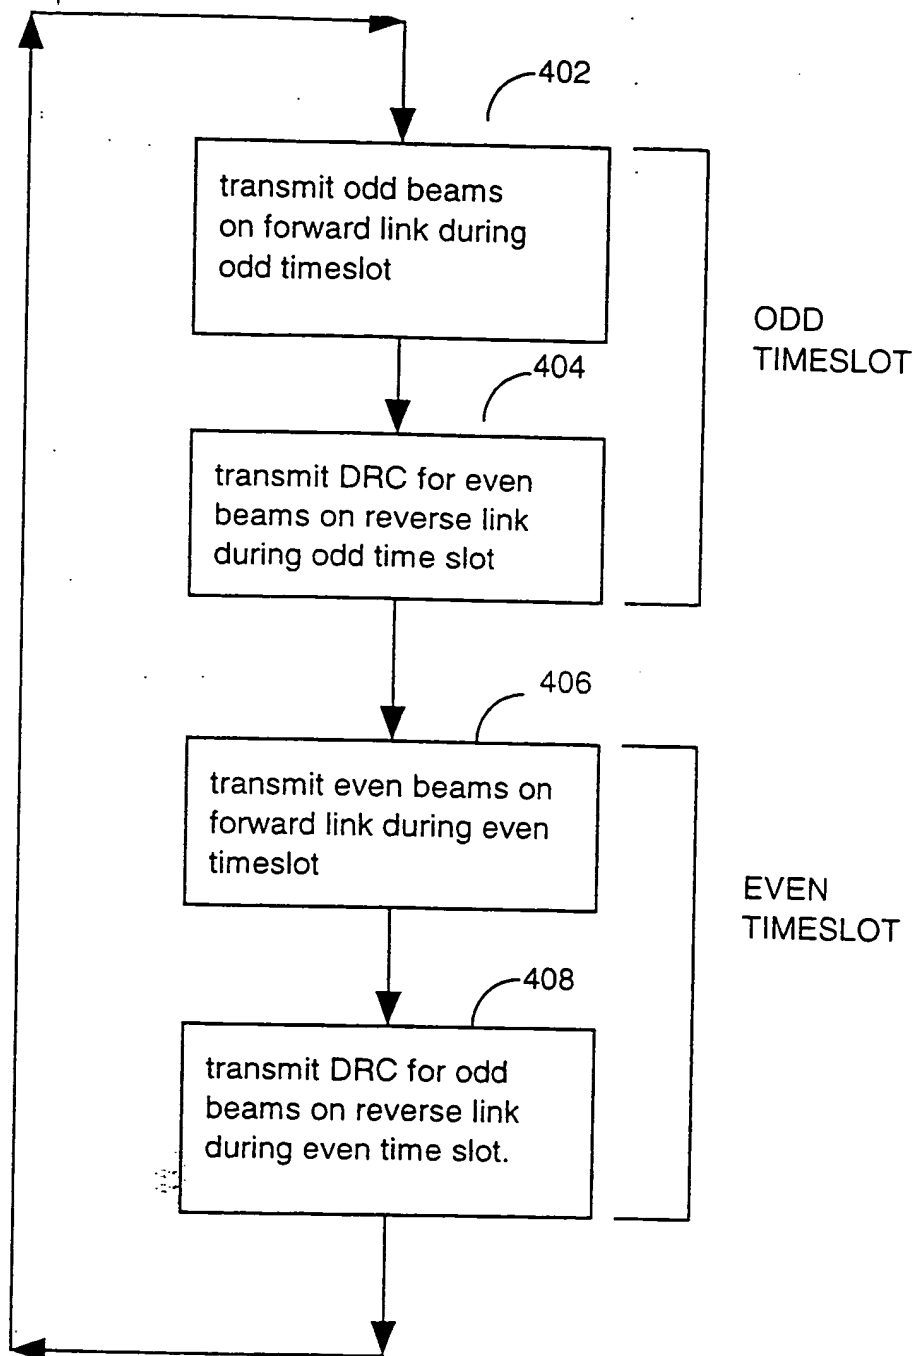 402
transmit odd beams
on forward link during
odd timeslot
ODD
TIMESLOT
404
transmit DRC for even
beams on reverse link
during odd time slot
406
transmit even beams on
forward link during even
timeslot
EVEN
TIMESLOT
408
transmit DRC for odd
beams on reverse link
during even time slot.